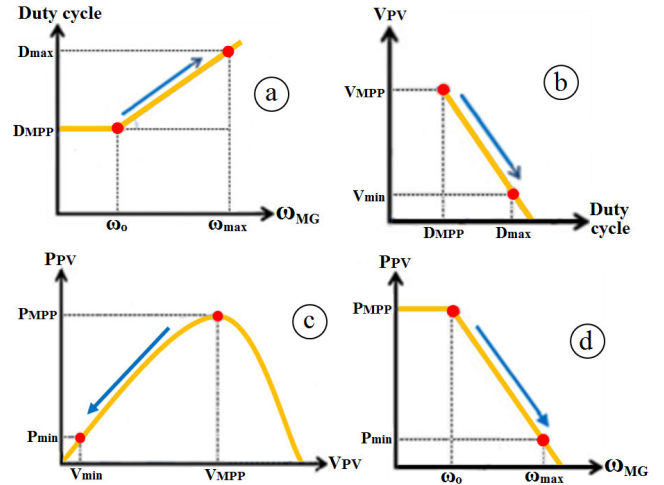 Duty cycle
Dmax
DMPP
ωo
ωmax
ωMG
a
VPV
VMPP
Vmin
DMPP
Dmax
Duty
cycle
b
PPV
PMPP
Pmin
Vmin
VMPP
VPV
c
PPV
PMPP
Pmin
ωo
ωmax
ωMG
d